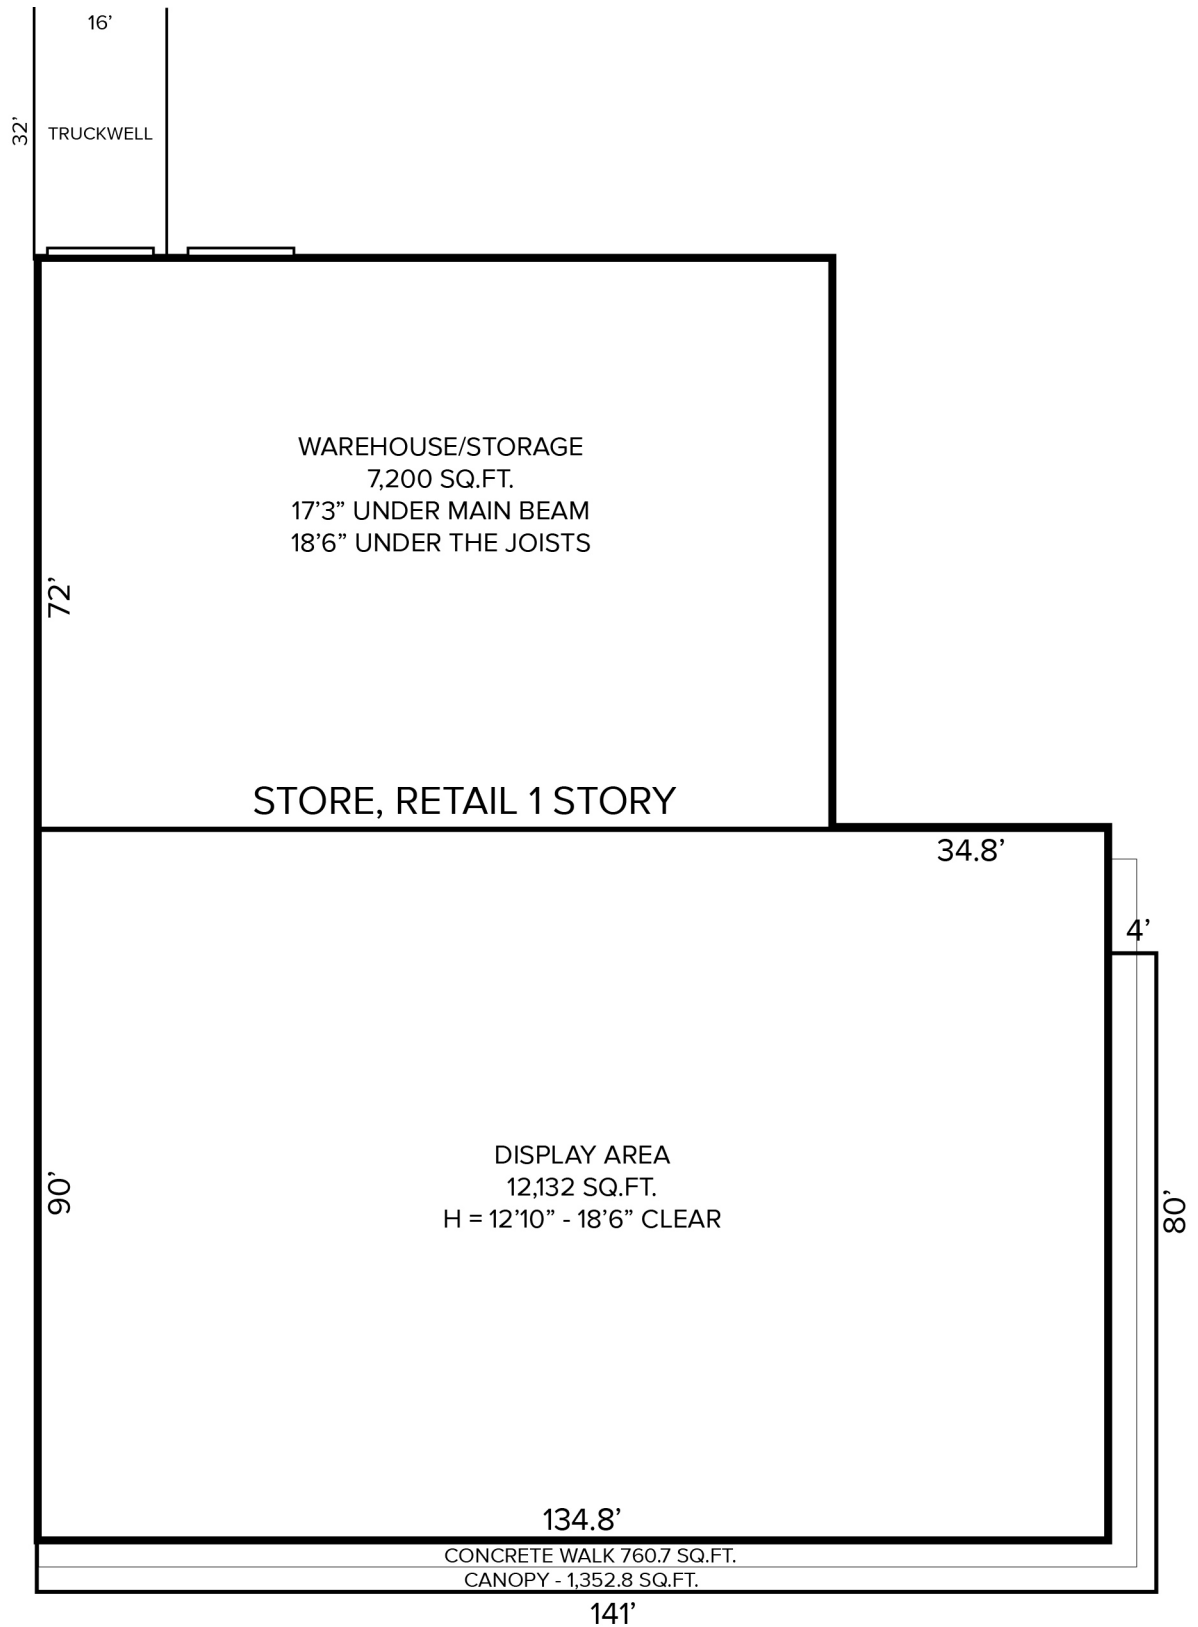 16’
32’
TRUCKWELL
WAREHOUSE/STORAGE
7,200 SQ.FT.
17’3” UNDER MAIN BEAM
18’6” UNDER THE JOISTS
72’
STORE, RETAIL 1 STORY
34.8’
4’
DISPLAY AREA
12,132 SQ.FT.
H = 12’10” - 18’6” CLEAR
90’
80’
134.8’
CONCRETE WALK 760.7 SQ.FT.
CANOPY - 1,352.8 SQ.FT.
141’